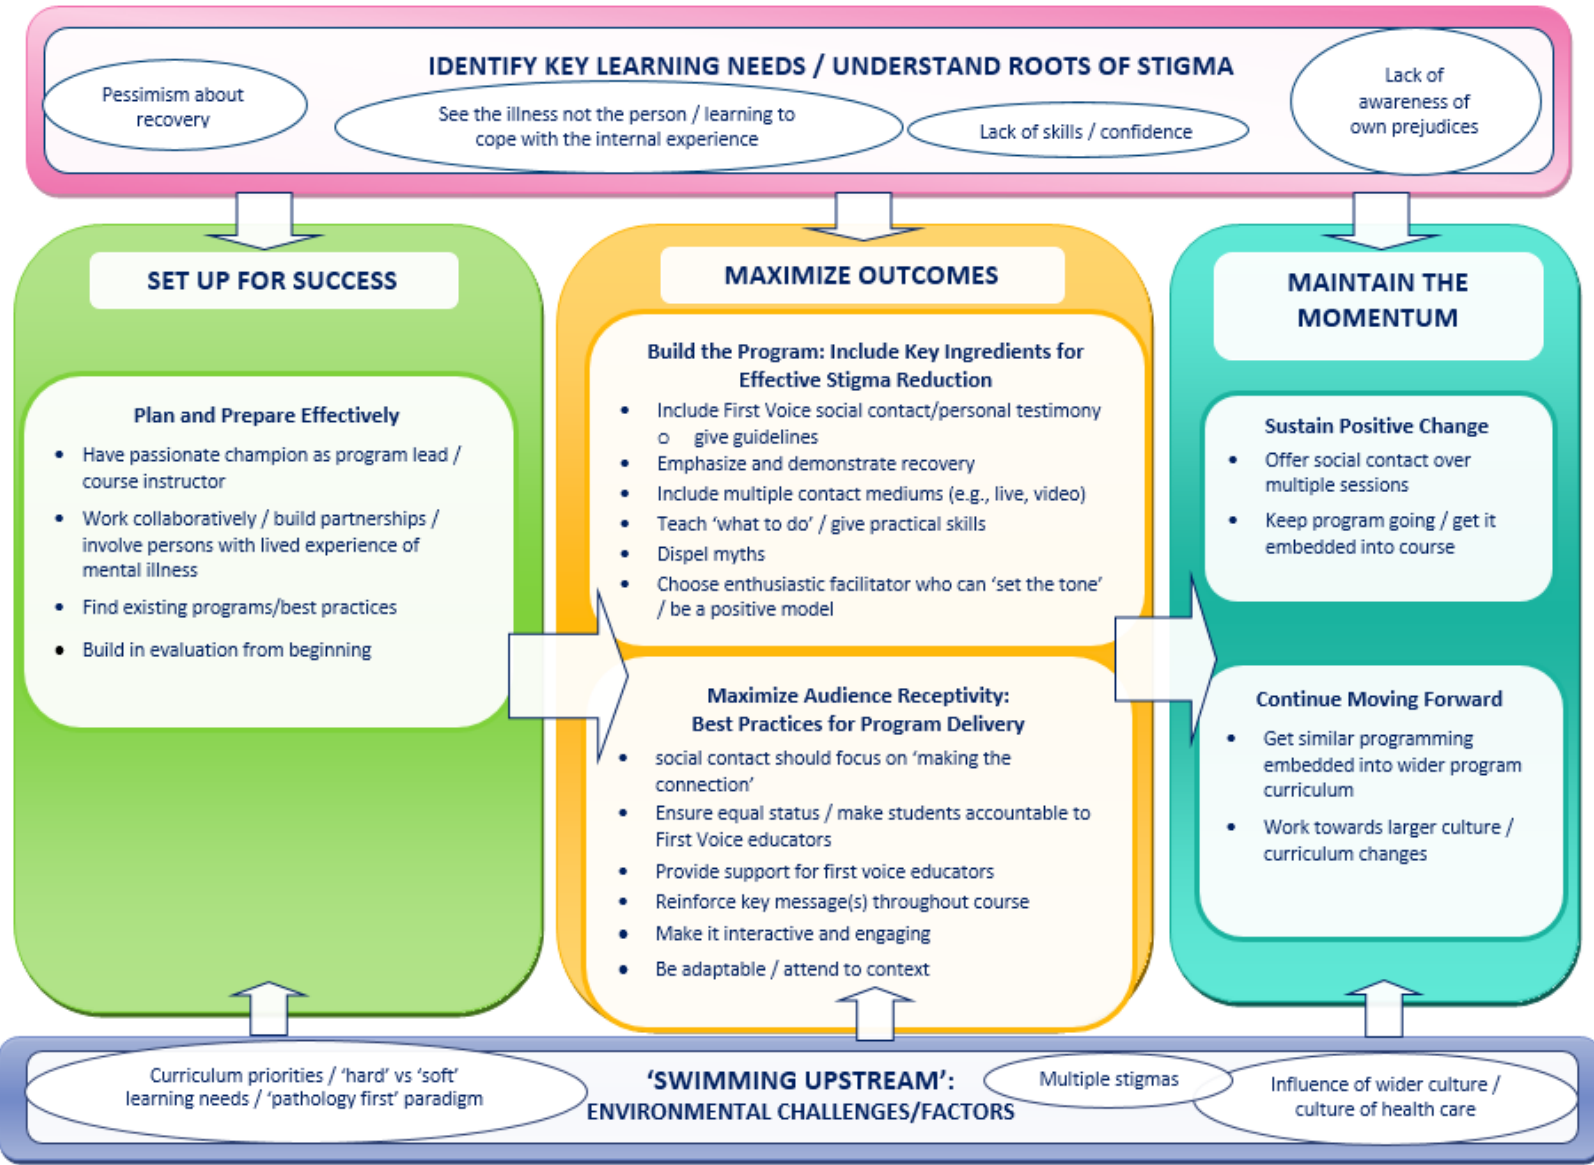 IDENTIFY KEY LEARNING NEEDS / UNDERSTAND ROOTS OF STIGMA
Pessimism about
recovery
See the illness not the person / learning to
cope with the internal experience
Lack of skills / confidence
Lack of
awareness of
own prejudices
SET UP FOR SUCCESS
Plan and Prepare Effectively
• Have passionate champion as program lead /
course instructor
• Work collaboratively / build partnerships /
involve persons with lived experience of
mental illness
• Find existing programs/best practices
• Build in evaluation from beginning
MAXIMIZE OUTCOMES
Build the Program: Include Key Ingredients for
Effective Stigma Reduction
• Include First Voice social contact/personal testimony
o give guidelines
• Emphasize and demonstrate recovery
• Include multiple contact mediums (e.g., live, video)
• Teach ‘what to do’ / give practical skills
• Dispel myths
• Choose enthusiastic facilitator who can ‘set the tone’
/ be a positive model
Maximize Audience Receptivity:
Best Practices for Program Delivery
• social contact should focus on ‘making the
connection’
• Ensure equal status / make students accountable to
First Voice educators
• Provide support for first voice educators
• Reinforce key message(s) throughout course
• Make it interactive and engaging
• Be adaptable / attend to context
MAINTAIN THE
MOMENTUM
Sustain Positive Change
• Offer social contact over
multiple sessions
• Keep program going / get it
embedded into course
Continue Moving Forward
• Get similar programming
embedded into wider program
curriculum
• Work towards larger culture /
curriculum changes
Curriculum priorities / ‘hard’ vs ‘soft’
learning needs / ‘pathology first’ paradigm
‘SWIMMING UPSTREAM’:
ENVIRONMENTAL CHALLENGES/FACTORS
Multiple stigmas
Influence of wider culture /
culture of health care